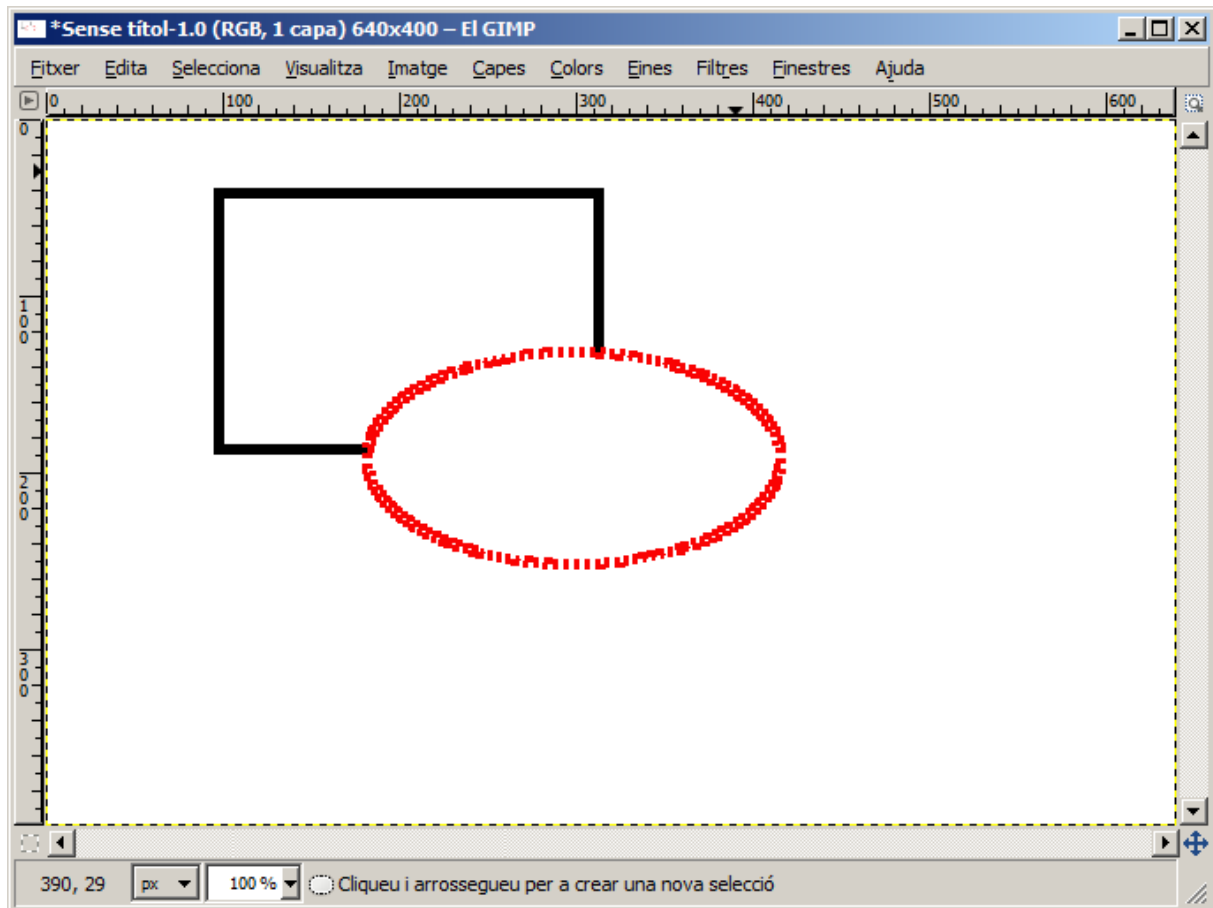 *Sense títol-1.0 (RGB, 1 capa) 640x400 – El GIMP
Fitxer Edita Selecciona Visualitza Imatge Capes Colors Eines Filtres Finestres Ajuda
0 100 200 300 400 500 600
0
100
200
300
390, 29 px 100 % Cliqueu i arrossegueu per a crear una nova selecció